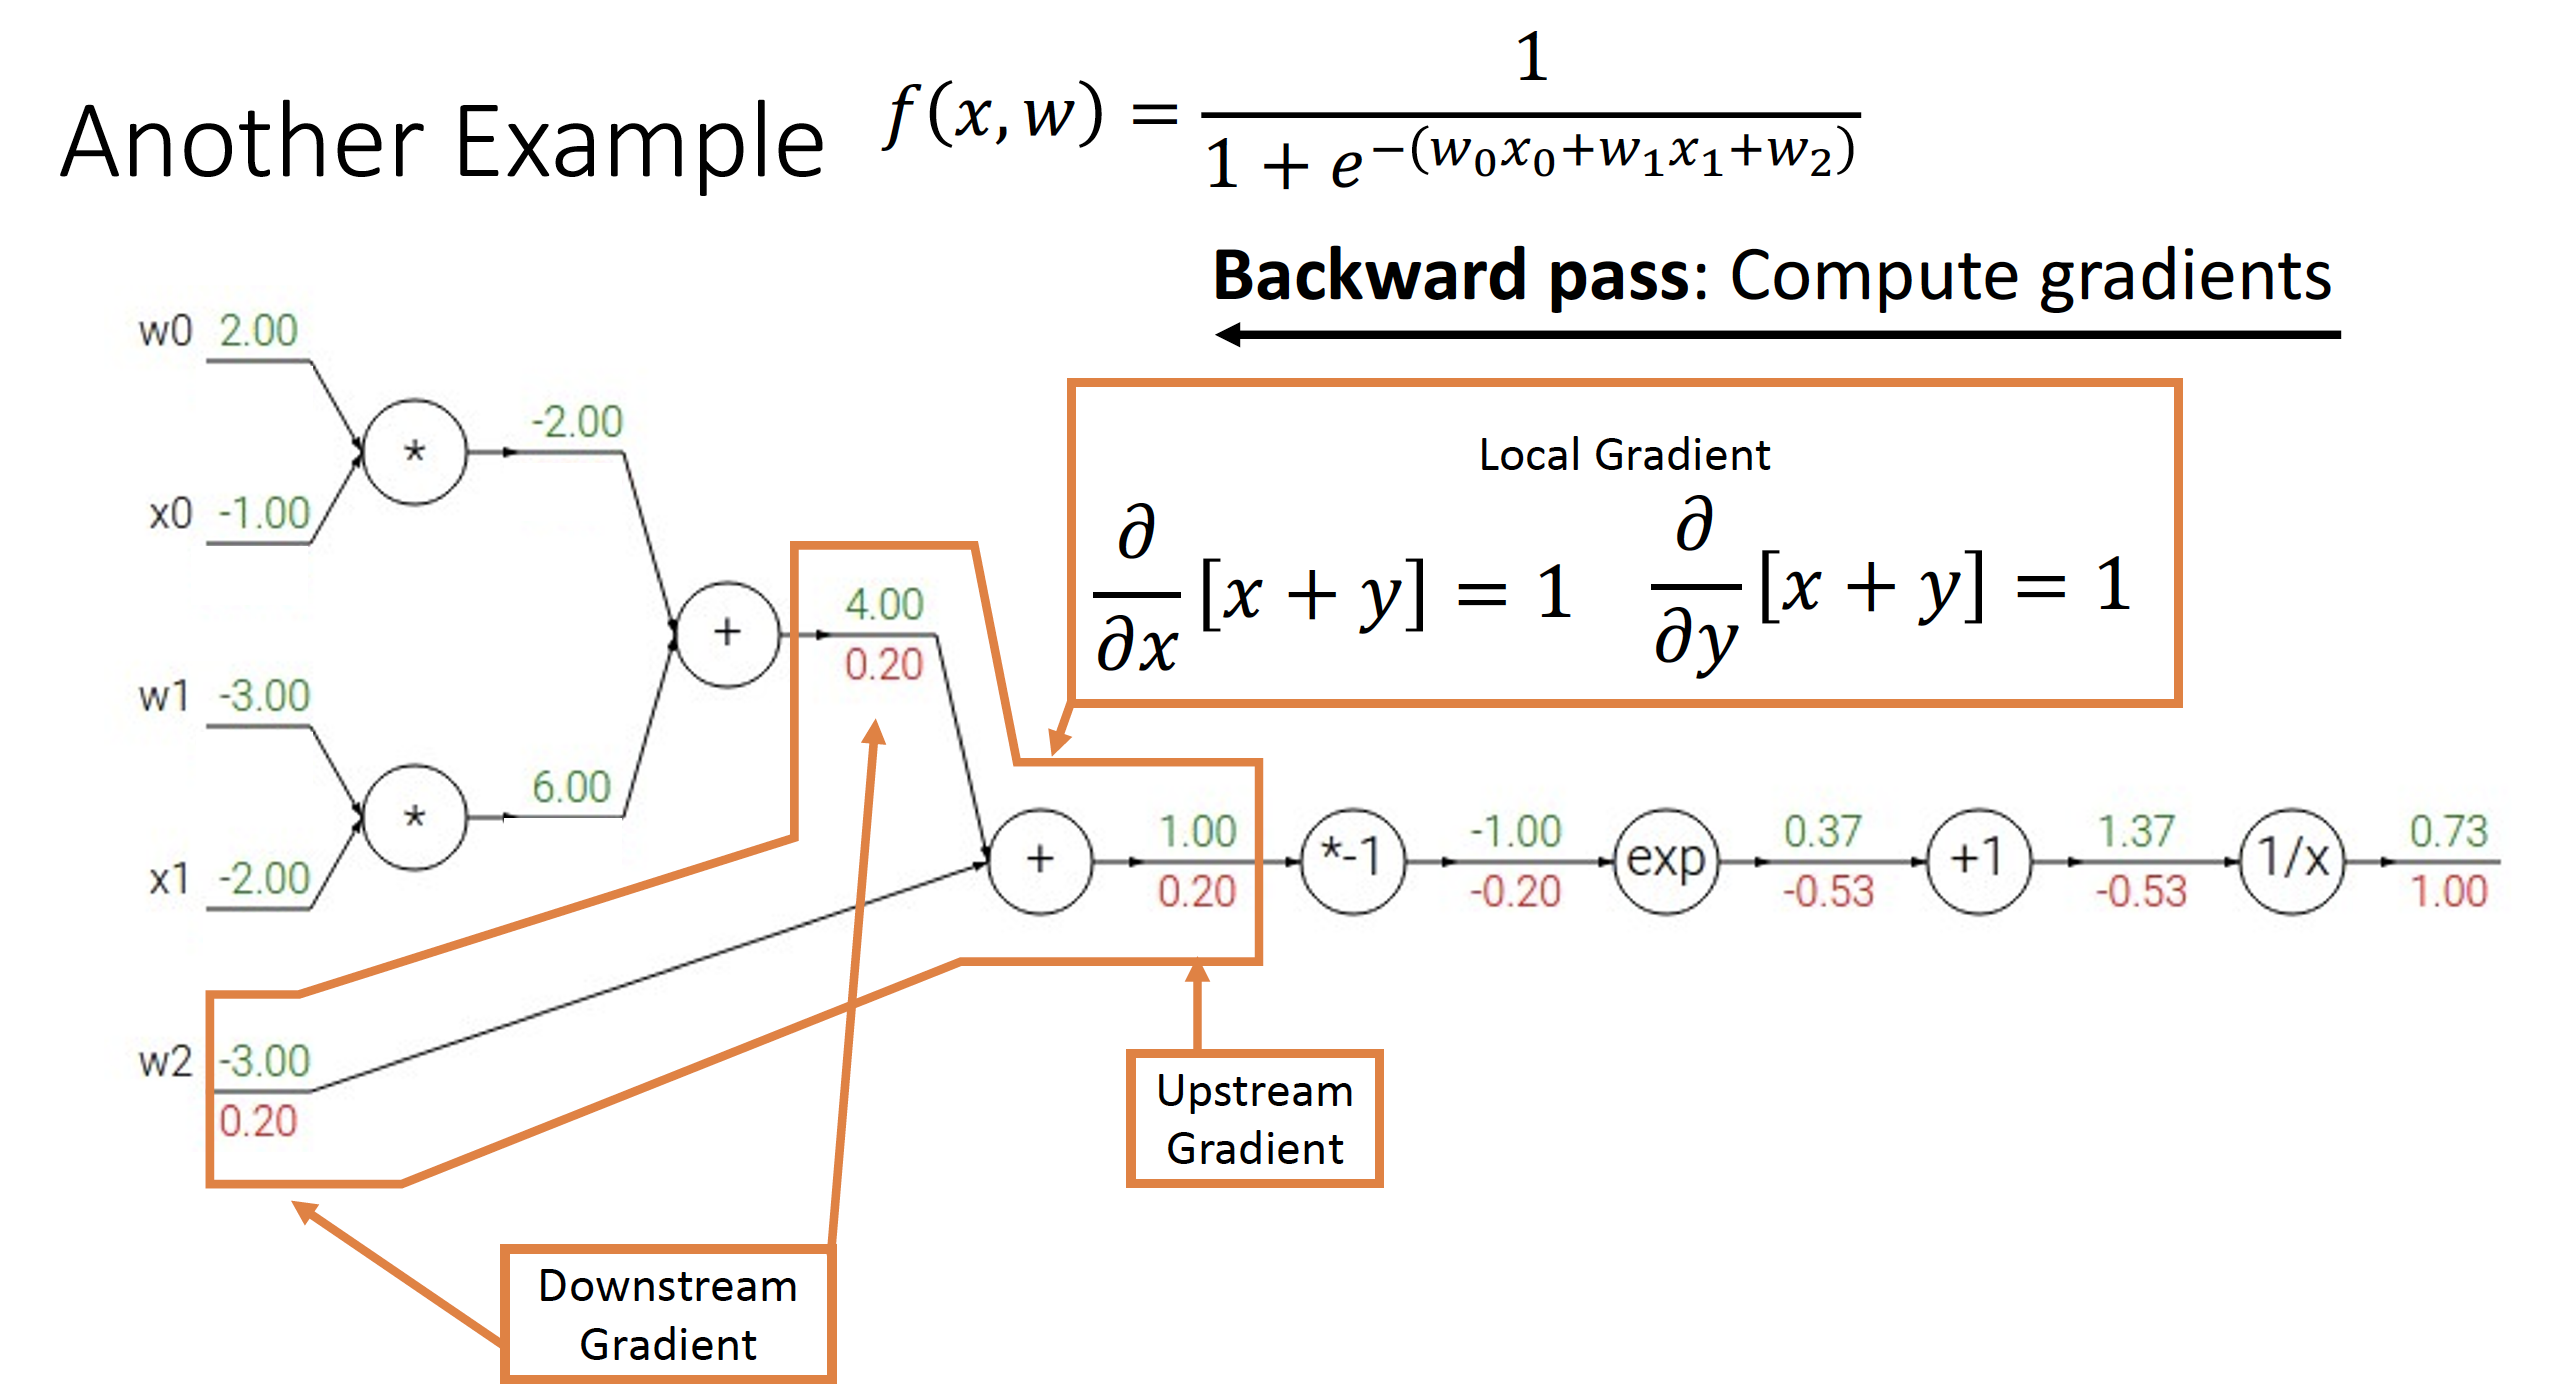 Another Example
f(x, w) = 1 / (1 + e^−(w₀x₀+w₁x₁+w₂))
Backward pass: Compute gradients
w0 2.00
* -2.00
x0 -1.00
Local Gradient
∂/∂x [x + y] = 1 ∂/∂y [x + y] = 1
+ 4.00
0.20
w1 -3.00
* 6.00
x1 -2.00
+ 1.00 *-1 -1.00 exp 0.37 +1 1.37 1/x 0.73
0.20 -0.20 -0.53 -0.53 1.00
w2 -3.00
0.20
Upstream
Gradient
Downstream
Gradient